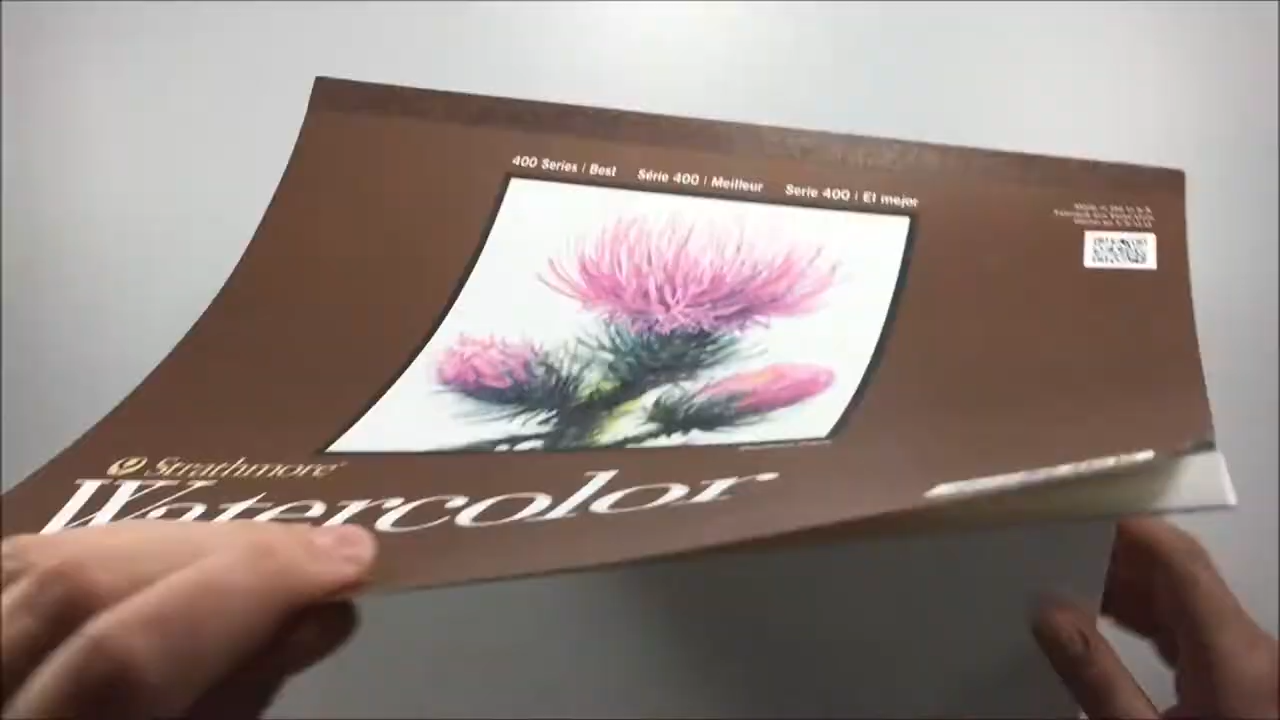 400 Series / Best Série 400 / Meilleur Serie 400 / El mejor
Strathmore
Watercolor